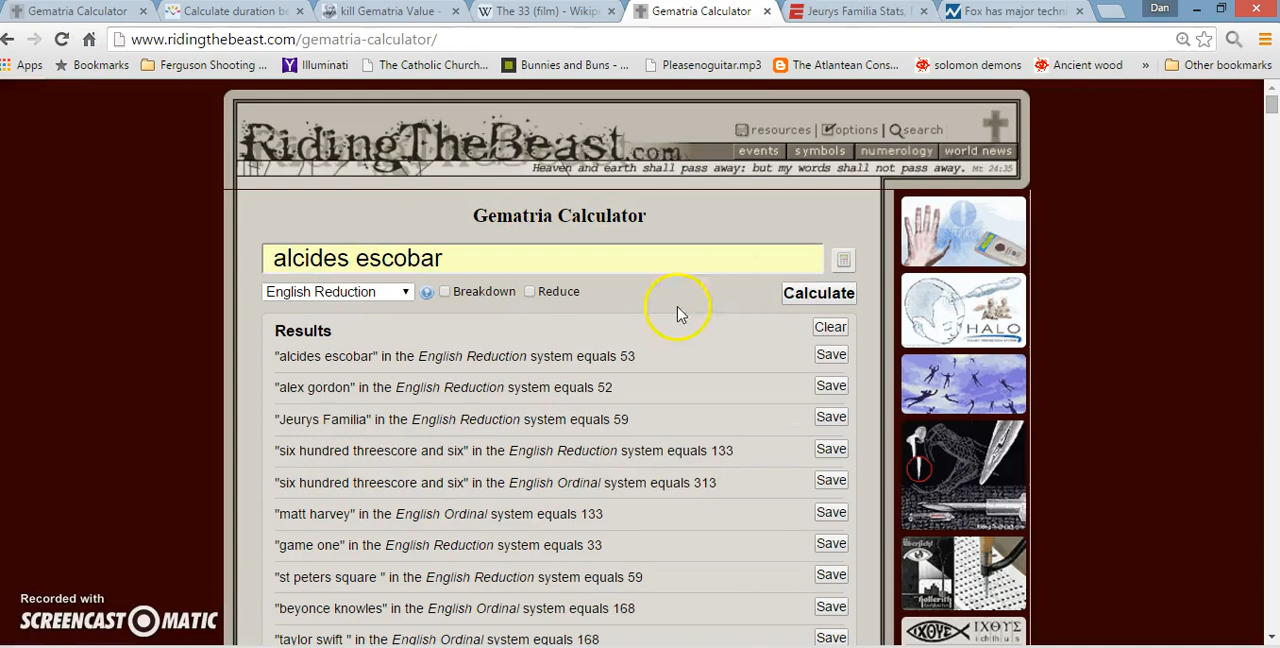 Gematria Calculator
Calculate duration be
kill Gematria Value -
The 33 (film) - Wikipe
Gematria Calculator
Jeurys Familia Stats,
Fox has major techni
Dan
www.ridingthebeast.com/gematria-calculator/
Apps
Bookmarks
Ferguson Shooting ...
Illuminati
The Catholic Church...
Bunnies and Buns - ...
Pleasenoguitar.mp3
The Atlantean Cons...
solomon demons
Ancient wood
»
Other bookmarks
RidingTheBeast.com
resources
options
search
events
symbols
numerology
world news
Heaven and earth shall pass away: but my words shall not pass away. Mt 24:35
Gematria Calculator
alcides escobar
English Reduction
Breakdown
Reduce
Calculate
Results
Clear
"alcides escobar" in the English Reduction system equals 53
Save
"alex gordon" in the English Reduction system equals 52
Save
"Jeurys Familia" in the English Reduction system equals 59
Save
"six hundred threescore and six" in the English Reduction system equals 133
Save
"six hundred threescore and six" in the English Ordinal system equals 313
Save
"matt harvey" in the English Ordinal system equals 133
Save
"game one" in the English Reduction system equals 33
Save
"st peters square " in the English Reduction system equals 59
Save
"beyonce knowles" in the English Ordinal system equals 168
Save
"taylor swift " in the English Ordinal system equals 168
Save
HALO
ΙΧΘΥΣ
ichthus
Recorded with
SCREENCAST-O-MATIC